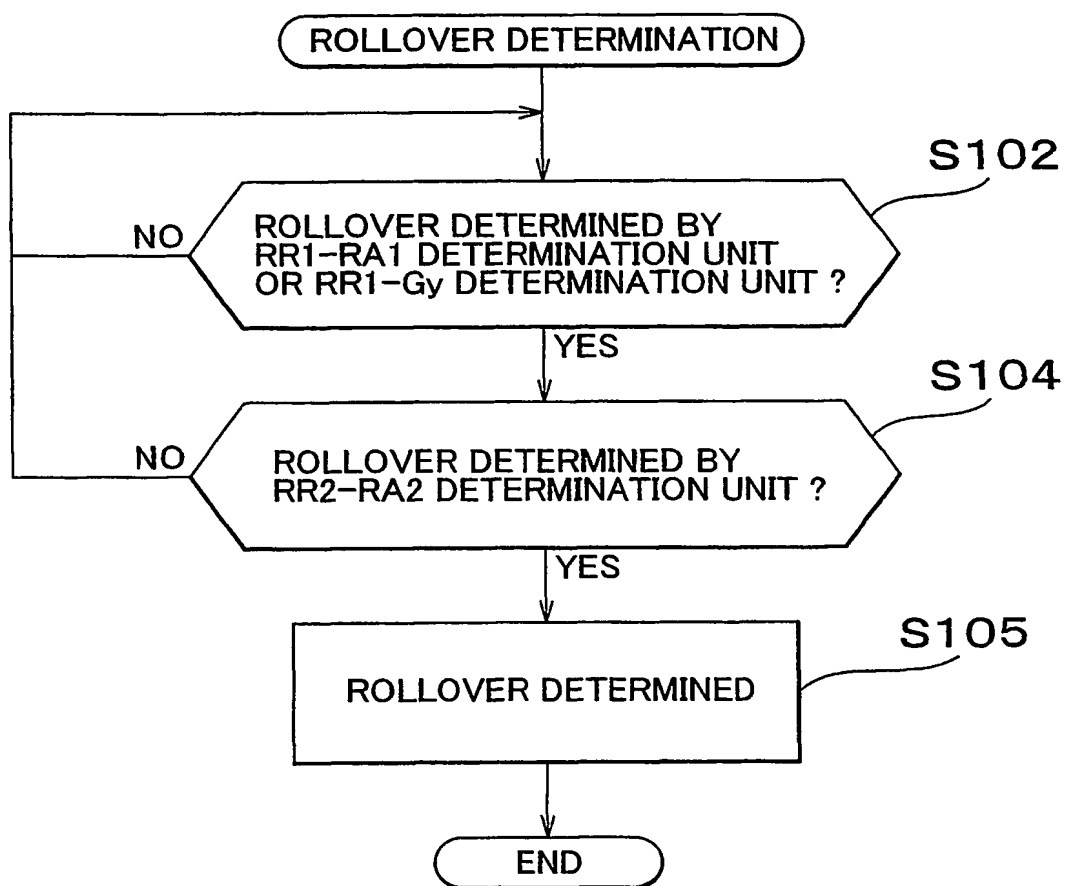 ROLLOVER DETERMINATION
S102
NO
ROLLOVER DETERMINED BY
RR1-RA1 DETERMINATION UNIT
OR RR1-Gy DETERMINATION UNIT ?
YES
S104
NO
ROLLOVER DETERMINED BY
RR2-RA2 DETERMINATION UNIT ?
YES
S105
ROLLOVER DETERMINED
END